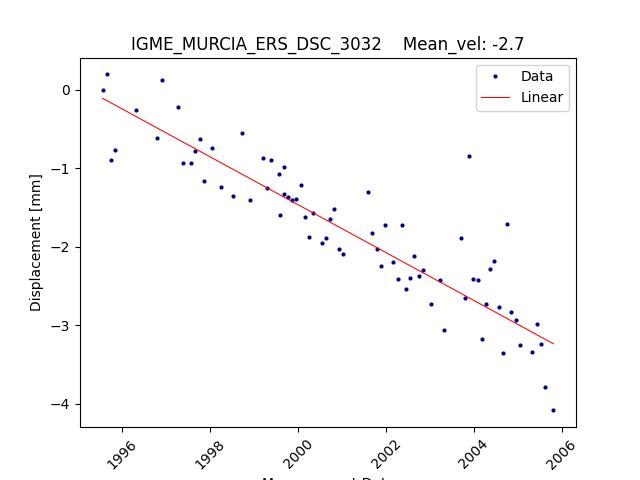 IGME_MURCIA_ERS_DSC_3032 Mean_vel: -2.7
Data
Linear
Displacement [mm]
0
−1
−2
−3
−4
1996
1998
2000
2002
2004
2006